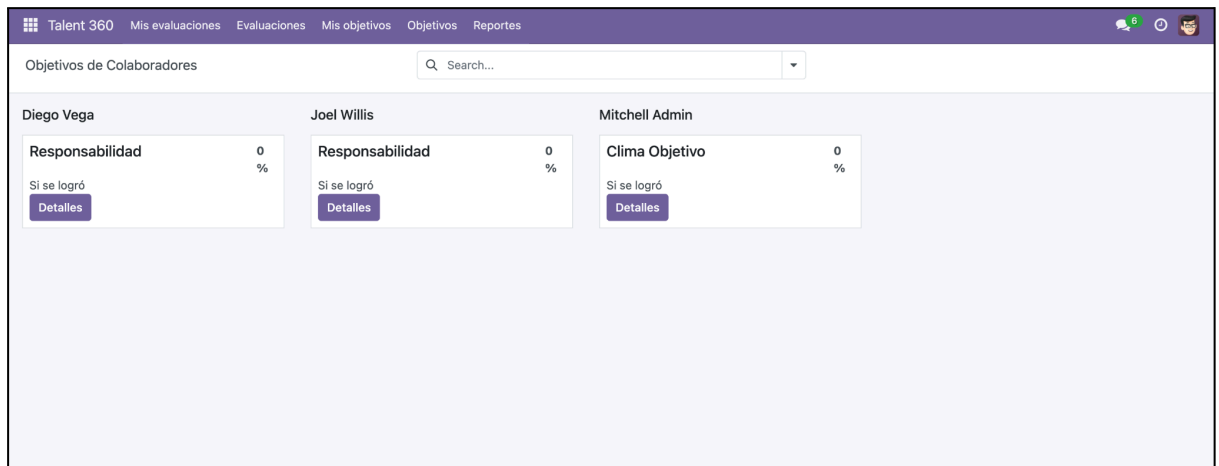 Talent 360 Mis evaluaciones Evaluaciones Mis objetivos Objetivos Reportes 6
Objetivos de Colaboradores Search...
Diego Vega Joel Willis Mitchell Admin
Responsabilidad 0 Responsabilidad 0 Clima Objetivo 0
% % %
Si se logró Si se logró Si se logró
Detalles Detalles Detalles